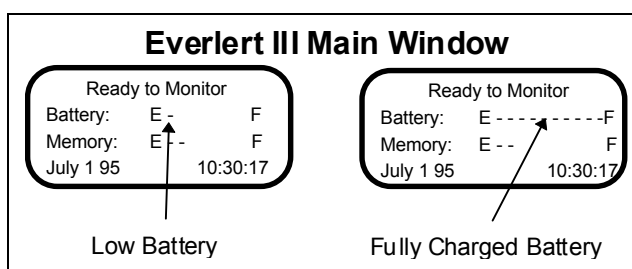 Everlert III Main Window
Ready to Monitor
Battery: E - F
Memory: E - - F
July 1 95 10:30:17
Low Battery
Ready to Monitor
Battery: E - - - - - - - - - - F
Memory: E - - F
July 1 95 10:30:17
Fully Charged Battery